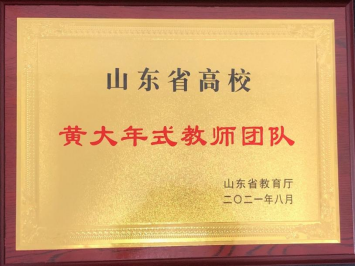 山东省高校
黄大年式教师团队
山东省教育厅
二〇二一年八月